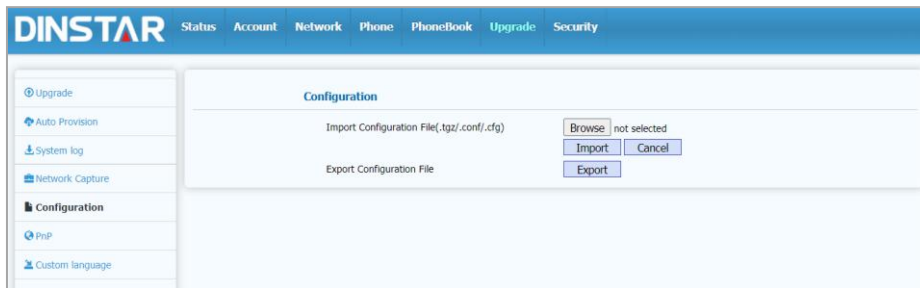 DINSTAR Status Account Network Phone PhoneBook Upgrade Security
Upgrade
Auto Provision
System log
Network Capture
Configuration
PnP
Custom language
Configuration
Import Configuration File(.tgz/.conf/.cfg) Browse not selected
Import Cancel
Export Configuration File Export